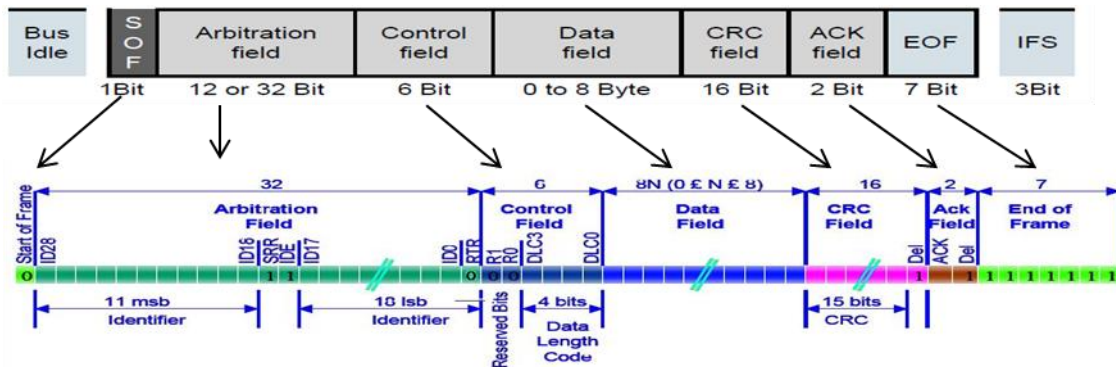 Bus Idle
SOF
Arbitration field
Control field
Data field
CRC field
ACK field
EOF
IFS
1Bit
12 or 32 Bit
6 Bit
0 to 8 Byte
16 Bit
2 Bit
7 Bit
3Bit
32
6
8N (0 £ N £ 8)
16
2
7
Start of Frame
Arbitration Field
Control Field
Data Field
CRC Field
Ack Field
End of Frame
ID28
ID16
SRR
IDE
ID17
ID0
RTR
R1
R0
DLC3
DLC0
Del
ACK
Del
0
1 1
0 0 0
1
1
1 1 1 1 1 1 1
11 msb Identifier
18 lsb Identifier
Reserved Bits
4 bits Data Length Code
15 bits CRC